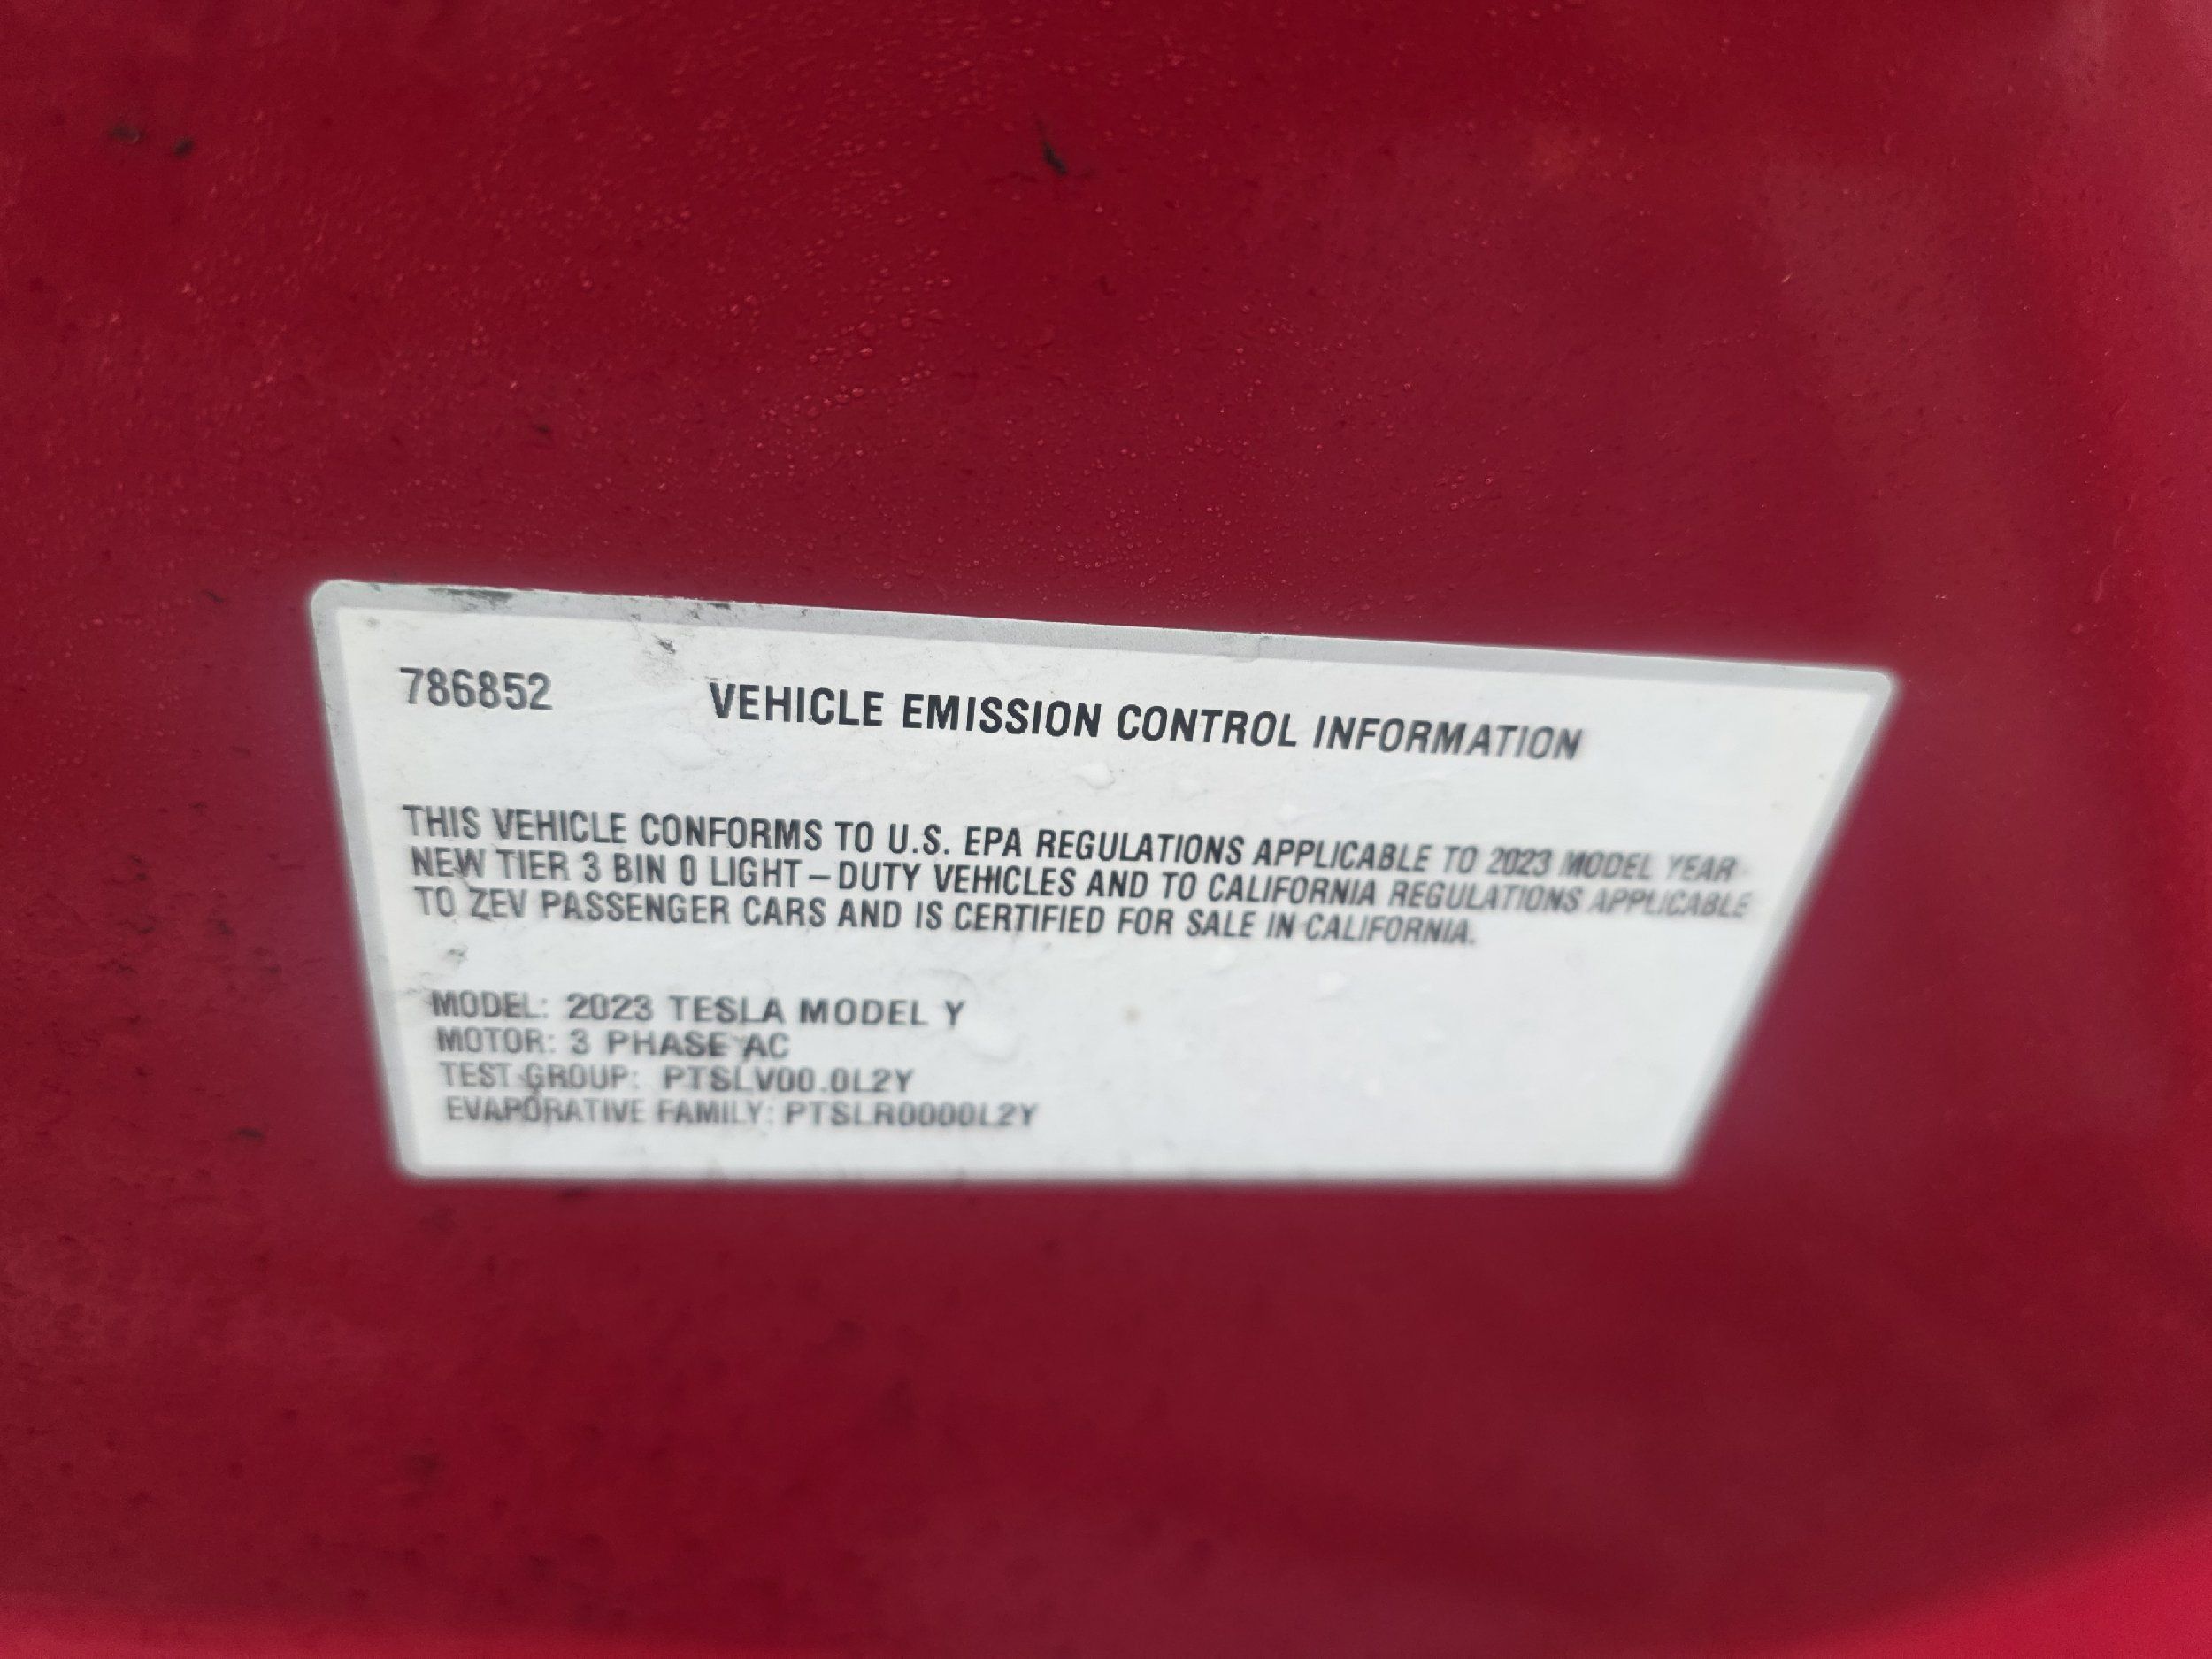 786852 VEHICLE EMISSION CONTROL INFORMATION
THIS VEHICLE CONFORMS TO U.S. EPA REGULATIONS APPLICABLE TO 2023 MODEL YEAR
NEW TIER 3 BIN 0 LIGHT-DUTY VEHICLES AND TO CALIFORNIA REGULATIONS APPLICABLE
TO ZEV PASSENGER CARS AND IS CERTIFIED FOR SALE IN CALIFORNIA.
MODEL: 2023 TESLA MODEL Y
MOTOR: 3 PHASE AC
TEST GROUP: PTSLV00.0L2Y
EVAPORATIVE FAMILY: PTSLR0000L2Y